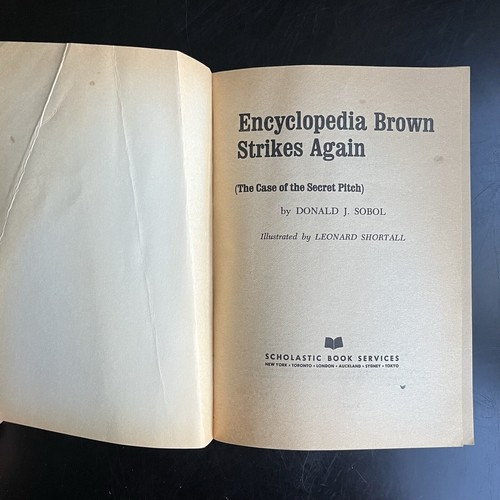 Encyclopedia Brown
Strikes Again
(The Case of the Secret Pitch)
by DONALD J. SOBOL
Illustrated by LEONARD SHORTALL
SCHOLASTIC BOOK SERVICES
NEW YORK • TORONTO • LONDON • AUCKLAND • SYDNEY • TOKYO